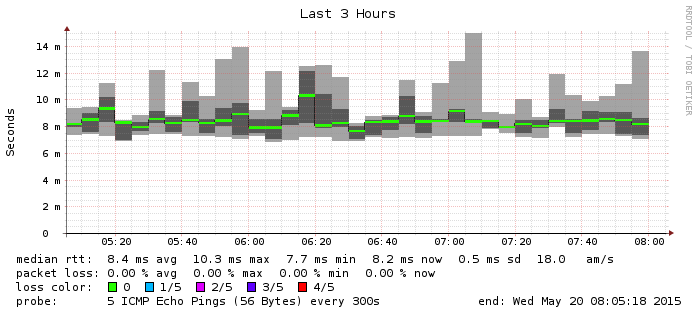 Last 3 Hours
RRDTOOL / TOBI OETIKER
Seconds
14 m
12 m
10 m
8 m
6 m
4 m
2 m
0
05:20 05:40 06:00 06:20 06:40 07:00 07:20 07:40 08:00
median rtt: 8.4 ms avg 10.3 ms max 7.7 ms min 8.2 ms now 0.5 ms sd 18.0 am/s
packet loss: 0.00 % avg 0.00 % max 0.00 % min 0.00 % now
loss color: 0 1/5 2/5 3/5 4/5
probe: 5 ICMP Echo Pings (56 Bytes) every 300s end: Wed May 20 08:05:18 2015